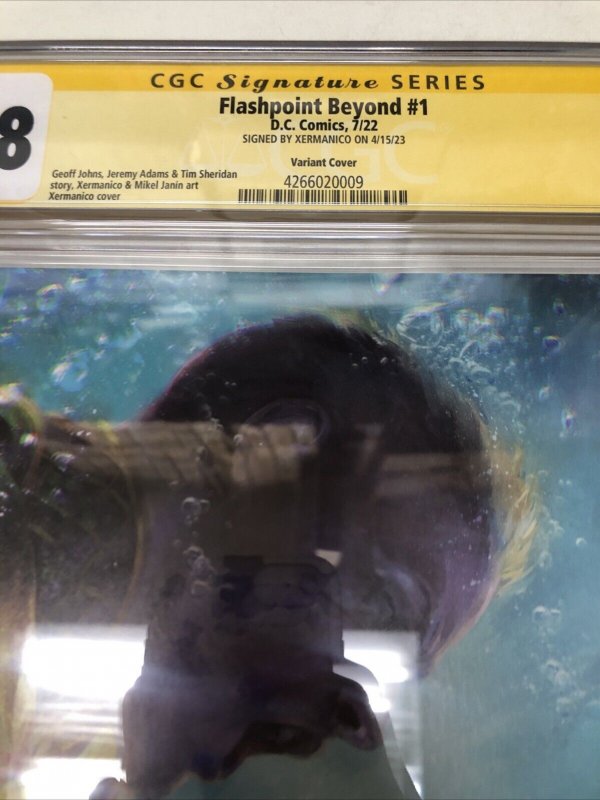 CGC Signature SERIES
8
Flashpoint Beyond #1
D.C. Comics, 7/22
SIGNED BY XERMANICO ON 4/15/23
Variant Cover
Geoff Johns, Jeremy Adams & Tim Sheridan
story, Xermanico & Mikel Janin art
Xermanico cover
4266020009
CGC